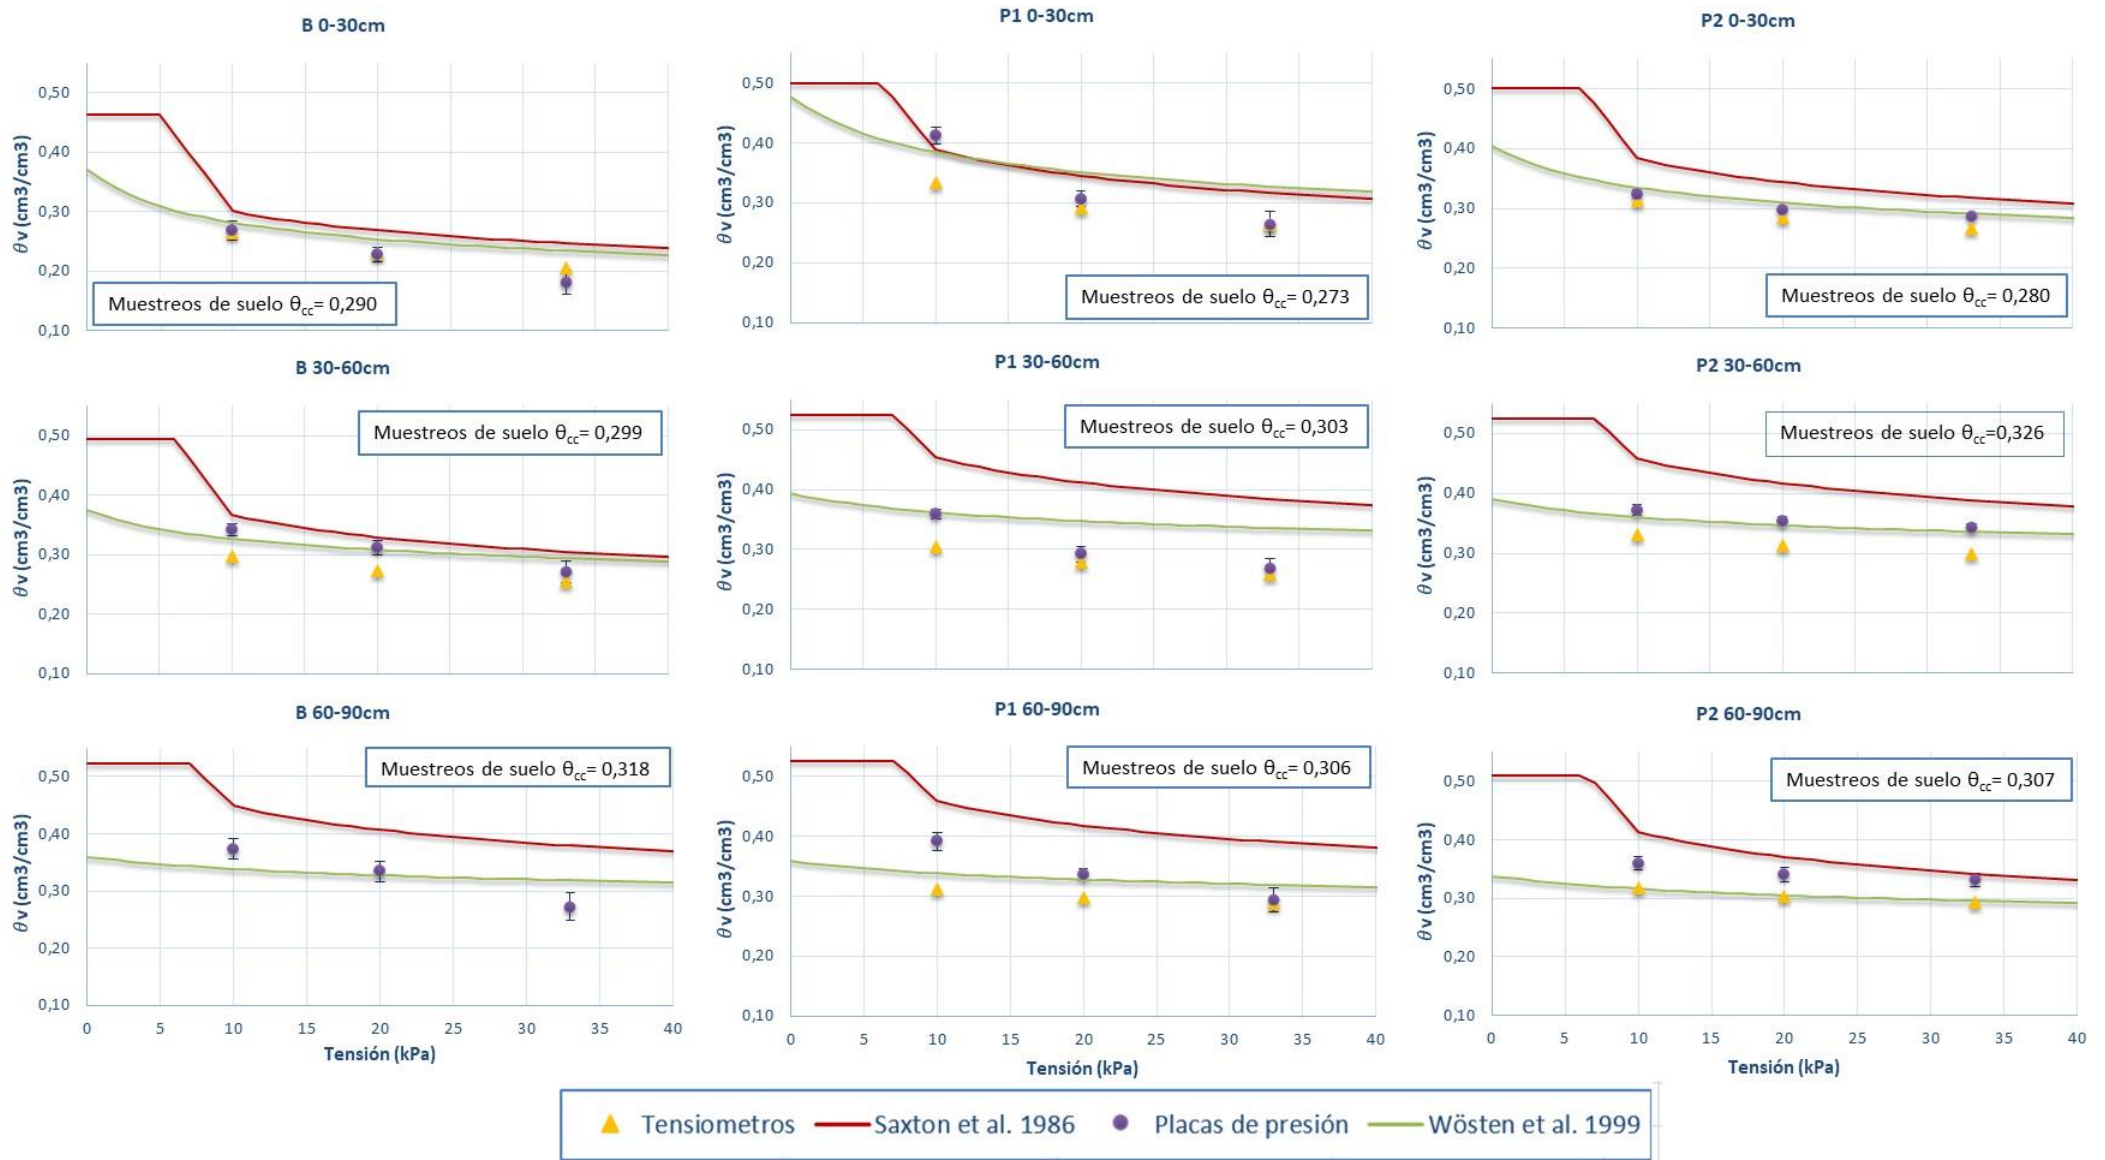 B 0-30cm
θv (cm3/cm3)
0,50
0,40
0,30
0,20
0,10
Muestreos de suelo θcc= 0,290
P1 0-30cm
θv (cm3/cm3)
0,50
0,40
0,30
0,20
0,10
Muestreos de suelo θcc= 0,273
P2 0-30cm
θv (cm3/cm3)
0,50
0,40
0,30
0,20
0,10
Muestreos de suelo θcc= 0,280
B 30-60cm
θv (cm3/cm3)
0,50
0,40
0,30
0,20
0,10
Muestreos de suelo θcc= 0,299
P1 30-60cm
θv (cm3/cm3)
0,50
0,40
0,30
0,20
0,10
Muestreos de suelo θcc= 0,303
P2 30-60cm
θv (cm3/cm3)
0,50
0,40
0,30
0,20
0,10
Muestreos de suelo θcc=0,326
B 60-90cm
θv (cm3/cm3)
0,50
0,40
0,30
0,20
0,10
Muestreos de suelo θcc= 0,318
0 5 10 15 20 25 30 35 40
Tensión (kPa)
P1 60-90cm
θv (cm3/cm3)
0,50
0,40
0,30
0,20
0,10
Muestreos de suelo θcc= 0,306
0 5 10 15 20 25 30 35 40
Tensión (kPa)
P2 60-90cm
θv (cm3/cm3)
0,50
0,40
0,30
0,20
0,10
Muestreos de suelo θcc= 0,307
0 5 10 15 20 25 30 35 40
Tensión (kPa)
Tensiometros Saxton et al. 1986 Placas de presión Wösten et al. 1999